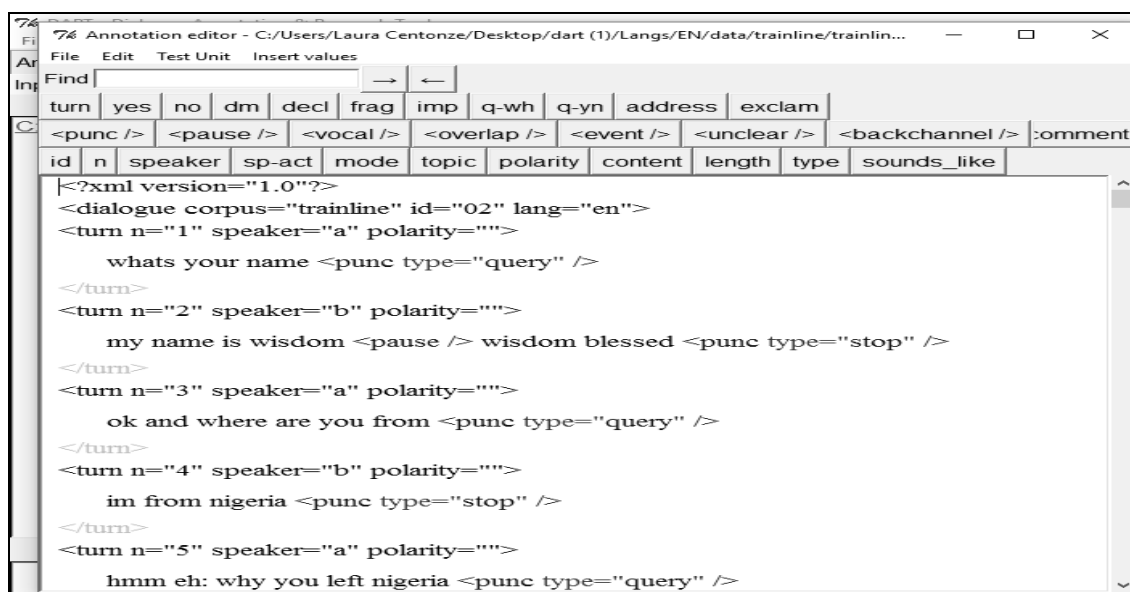 Annotation editor - C:/Users/Laura Centonze/Desktop/dart (1)/Langs/EN/data/trainline/trainlin...
File Edit Test Unit Insert values
Find → ←
turn yes no dm decl frag imp q-wh q-yn address exclam
<punc /> <pause /> <vocal /> <overlap /> <event /> <unclear /> <backchannel /> comment
id n speaker sp-act mode topic polarity content length type sounds_like
<?xml version="1.0"?>
<dialogue corpus="trainline" id="02" lang="en">
<turn n="1" speaker="a" polarity="">
whats your name <punc type="query" />
</turn>
<turn n="2" speaker="b" polarity="">
my name is wisdom <pause /> wisdom blessed <punc type="stop" />
</turn>
<turn n="3" speaker="a" polarity="">
ok and where are you from <punc type="query" />
</turn>
<turn n="4" speaker="b" polarity="">
im from nigeria <punc type="stop" />
</turn>
<turn n="5" speaker="a" polarity="">
hmm eh: why you left nigeria <punc type="query" />